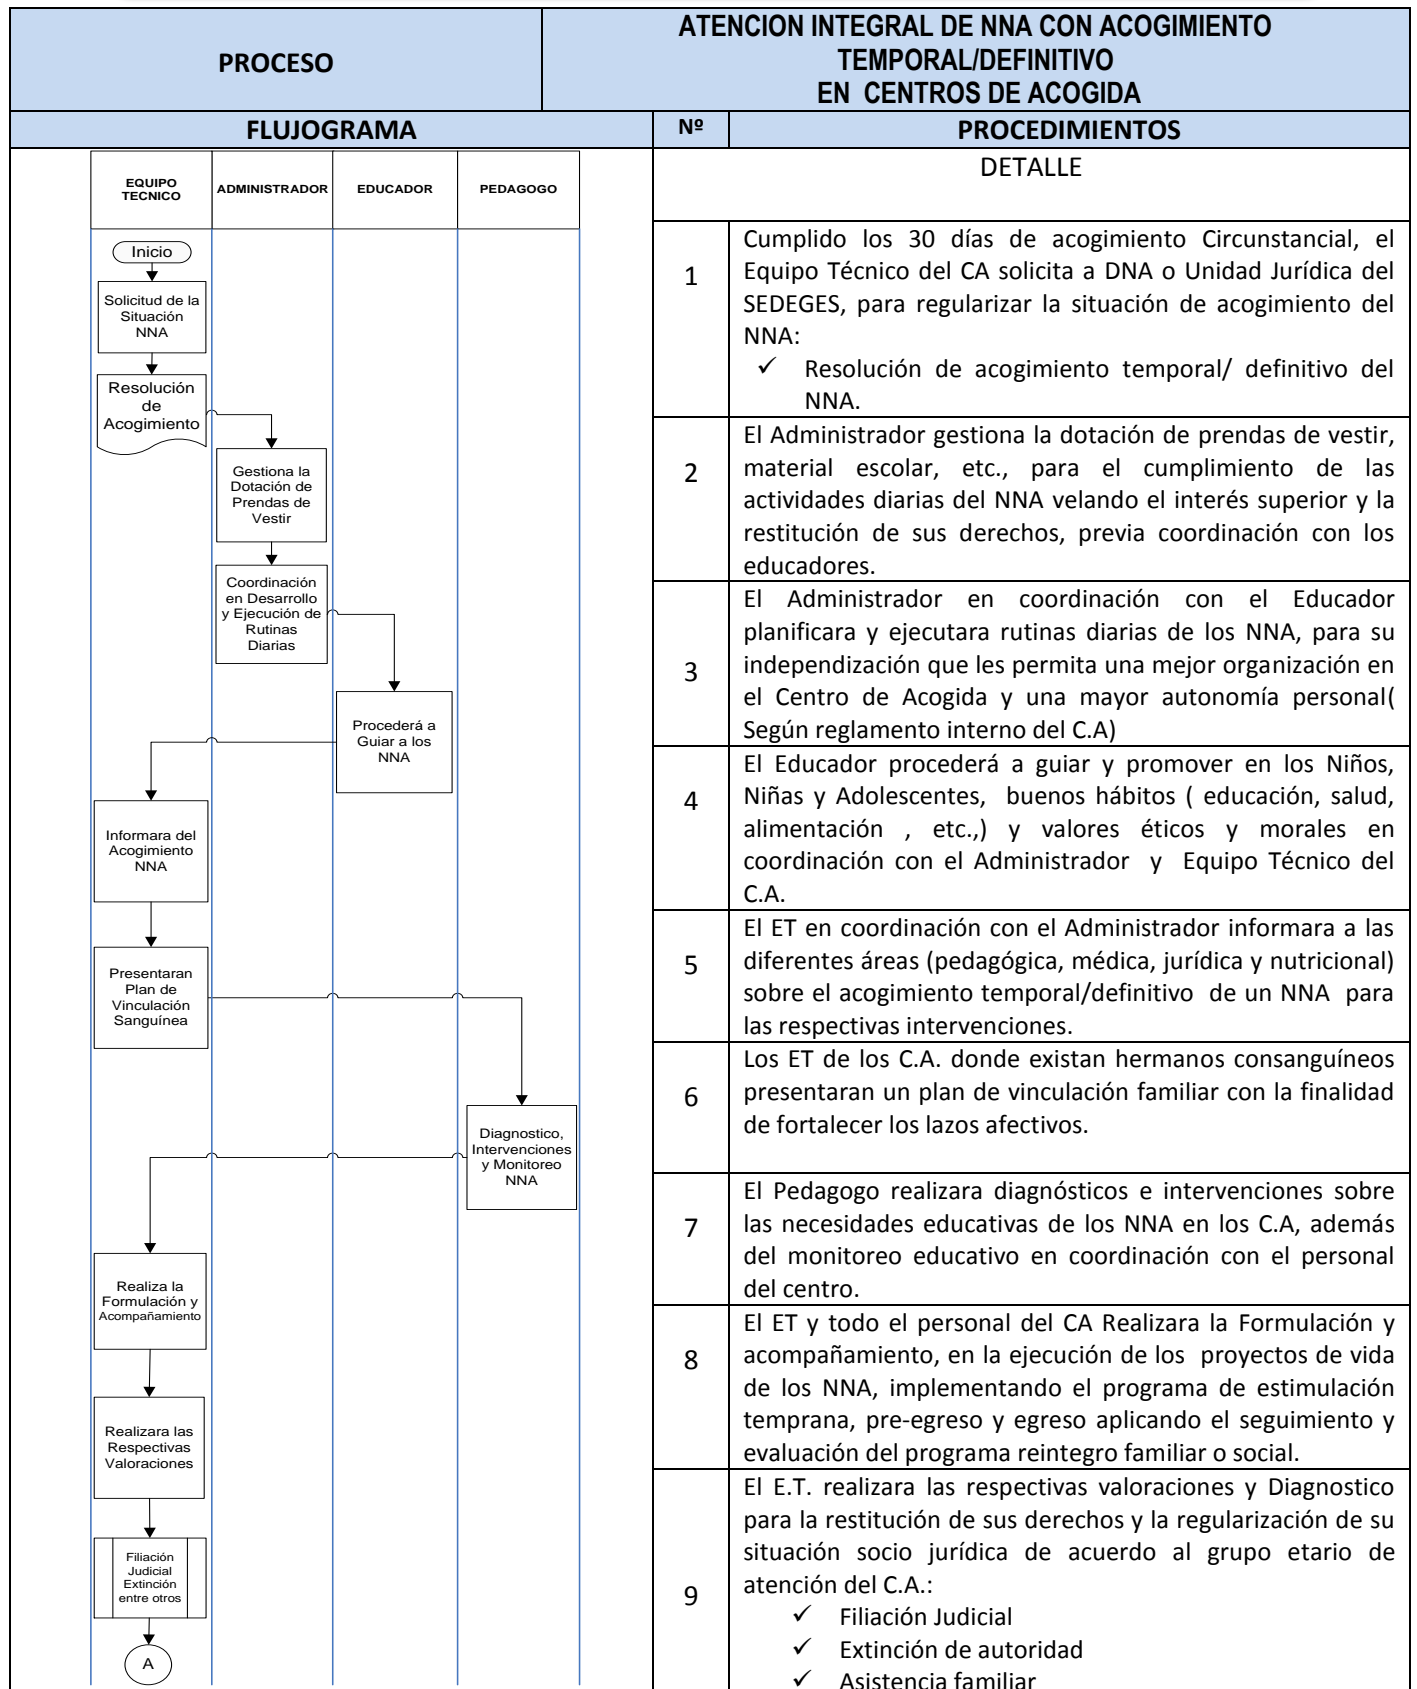 PROCESO
ATENCION INTEGRAL DE NNA CON ACOGIMIENTO
TEMPORAL/DEFINITIVO
EN CENTROS DE ACOGIDA
FLUJOGRAMA
Nº
PROCEDIMIENTOS
EQUIPO
TECNICO
ADMINISTRADOR
EDUCADOR
PEDAGOGO
Inicio
Solicitud de la
Situación
NNA
Resolución
de
Acogimiento
Gestiona la
Dotación de
Prendas de
Vestir
Coordinación
en Desarrollo
y Ejecución de
Rutinas
Diarias
Procederá a
Guiar a los
NNA
Informara del
Acogimiento
NNA
Presentaran
Plan de
Vinculación
Sanguínea
Diagnostico,
Intervenciones
y Monitoreo
NNA
Realiza la
Formulación y
Acompañamiento
Realizara las
Respectivas
Valoraciones
Filiación
Judicial
Extinción
entre otros
A
DETALLE
1
Cumplido los 30 días de acogimiento Circunstancial, el
Equipo Técnico del CA solicita a DNA o Unidad Jurídica del
SEDEGES, para regularizar la situación de acogimiento del
NNA:
✓ Resolución de acogimiento temporal/ definitivo del
NNA.
2
El Administrador gestiona la dotación de prendas de vestir,
material escolar, etc., para el cumplimiento de las
actividades diarias del NNA velando el interés superior y la
restitución de sus derechos, previa coordinación con los
educadores.
3
El Administrador en coordinación con el Educador
planificara y ejecutara rutinas diarias de los NNA, para su
independización que les permita una mejor organización en
el Centro de Acogida y una mayor autonomía personal(
Según reglamento interno del C.A)
4
El Educador procederá a guiar y promover en los Niños,
Niñas y Adolescentes, buenos hábitos ( educación, salud,
alimentación , etc.,) y valores éticos y morales en
coordinación con el Administrador y Equipo Técnico del
C.A.
5
El ET en coordinación con el Administrador informara a las
diferentes áreas (pedagógica, médica, jurídica y nutricional)
sobre el acogimiento temporal/definitivo de un NNA para
las respectivas intervenciones.
6
Los ET de los C.A. donde existan hermanos consanguíneos
presentaran un plan de vinculación familiar con la finalidad
de fortalecer los lazos afectivos.
7
El Pedagogo realizara diagnósticos e intervenciones sobre
las necesidades educativas de los NNA en los C.A, además
del monitoreo educativo en coordinación con el personal
del centro.
8
El ET y todo el personal del CA Realizara la Formulación y
acompañamiento, en la ejecución de los proyectos de vida
de los NNA, implementando el programa de estimulación
temprana, pre-egreso y egreso aplicando el seguimiento y
evaluación del programa reintegro familiar o social.
9
El E.T. realizara las respectivas valoraciones y Diagnostico
para la restitución de sus derechos y la regularización de su
situación socio jurídica de acuerdo al grupo etario de
atención del C.A.:
✓ Filiación Judicial
✓ Extinción de autoridad
✓ Asistencia familiar